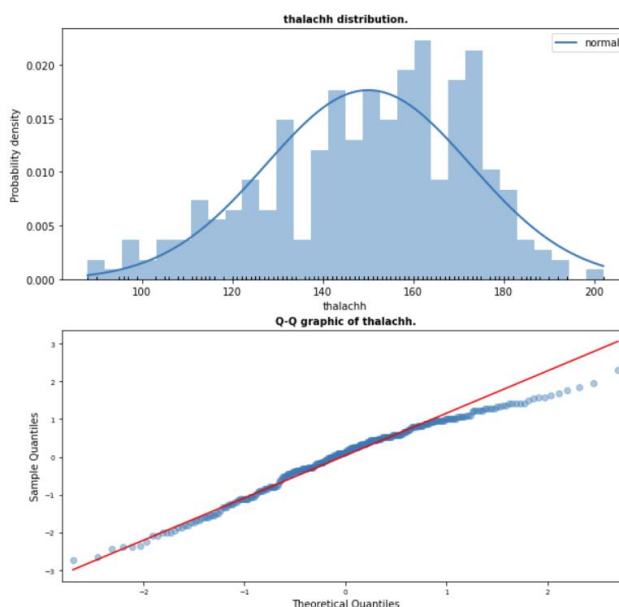 thalachh distribution.
normal
0.020
0.015
0.010
0.005
0.000
Probability density
100 120 140 160 180 200
thalachh
Q-Q graphic of thalachh.
3
2
1
0
−1
−2
−3
Sample Quantiles
−2 −1 0 1 2
Theoretical Quantiles